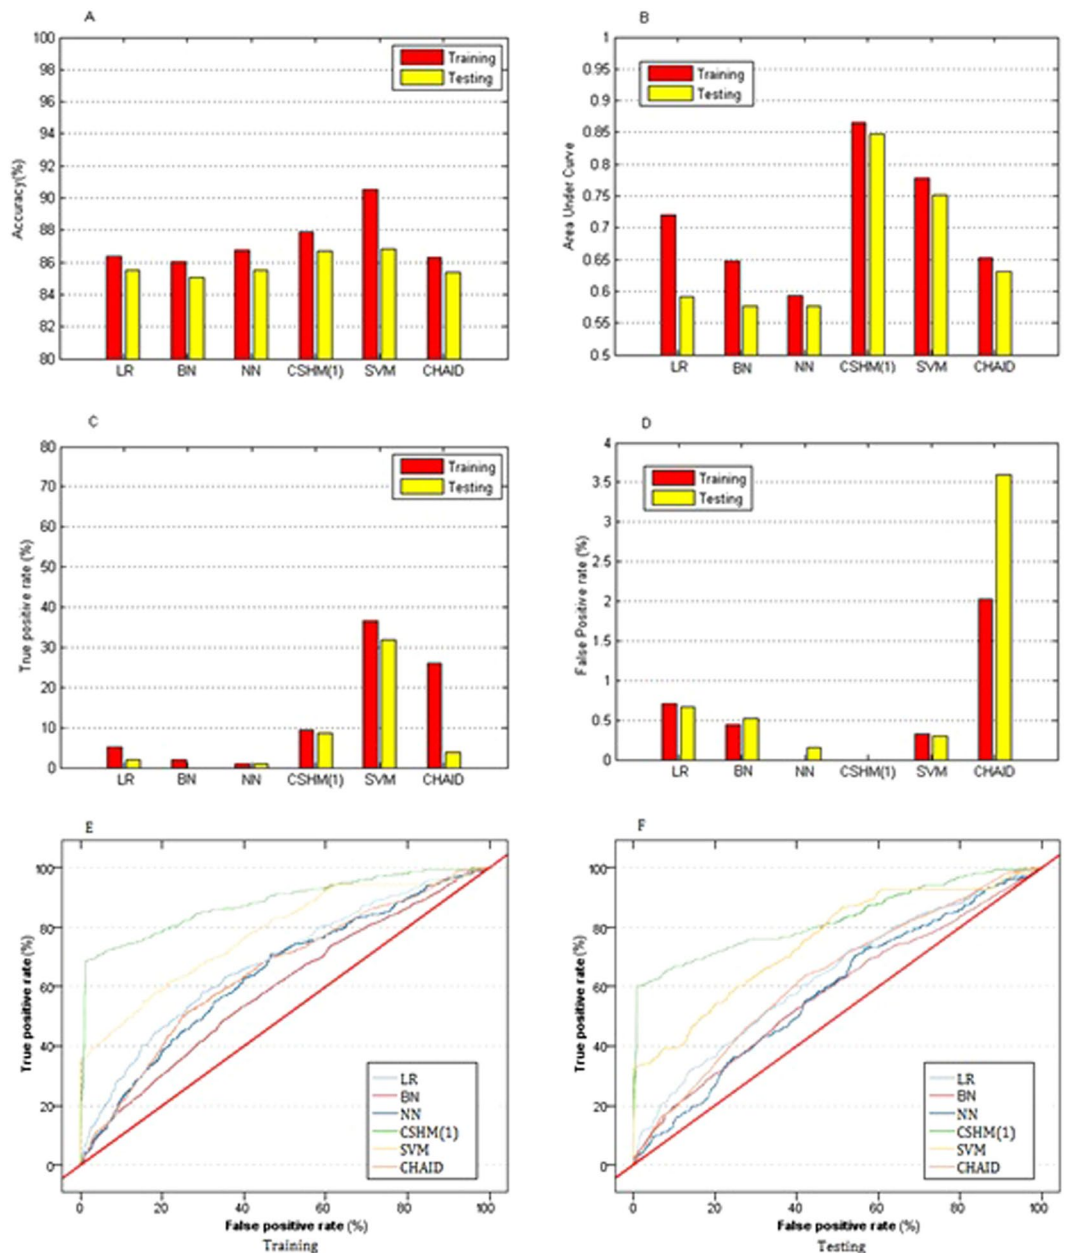 A
100
98
96
94
92
90
88
86
84
82
80
Accuracy(%)
Training
Testing
LR BN NN CSHM(1) SVM CHAID
B
1
0.95
0.9
0.85
0.8
0.75
0.7
0.65
0.6
0.55
0.5
Area Under Curve
Training
Testing
LR BN NN CSHM(1) SVM CHAID
C
80
70
60
50
40
30
20
10
0
True positive rate (%)
Training
Testing
LR BN NN CSHM(1) SVM CHAID
D
4
3.5
3
2.5
2
1.5
1
0.5
0
False Positive rate (%)
Training
Testing
LR BN NN CSHM(1) SVM CHAID
E
100
80
60
40
20
0
True positive rate (%)
LR
BN
NN
CSHM(1)
SVM
CHAID
0 20 40 60 80 100
False positive rate (%)
Training
F
100
80
60
40
20
0
True positive rate (%)
LR
BN
NN
CSHM(1)
SVM
CHAID
0 20 40 60 80 100
False positive rate (%)
Testing